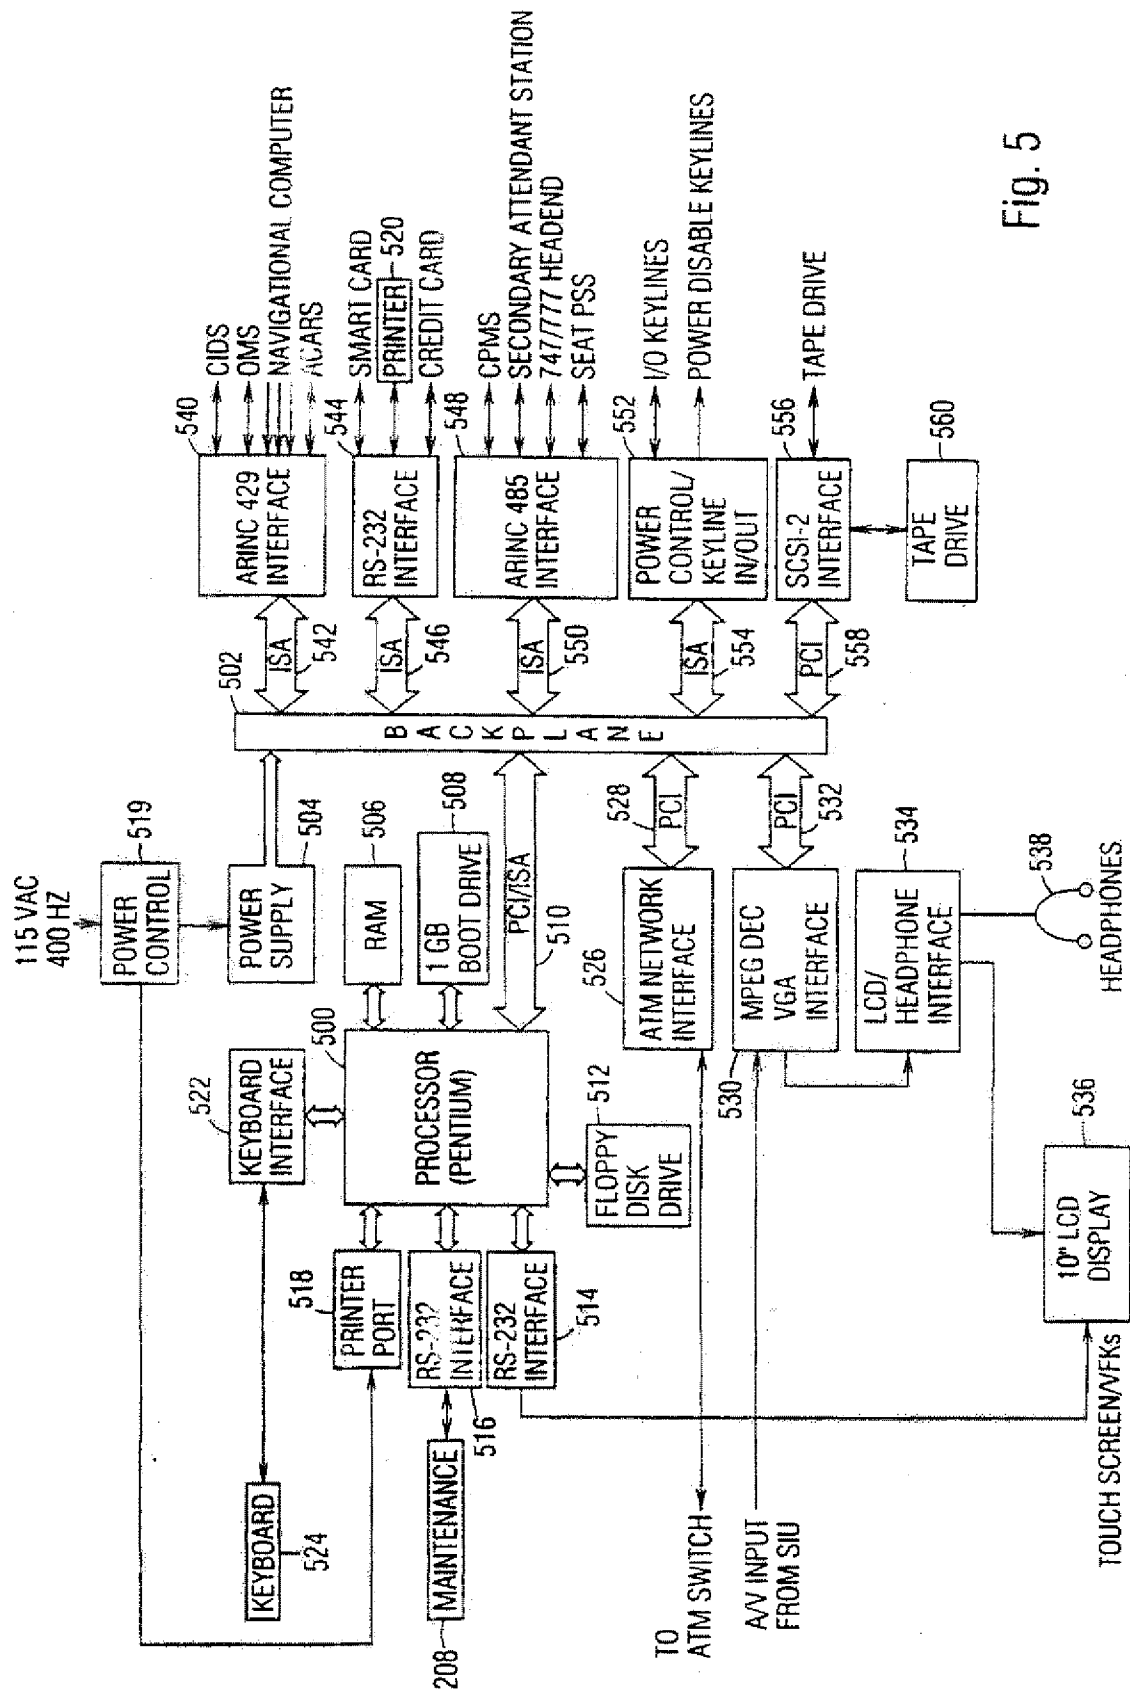 115 VAC
400 HZ
POWER
CONTROL
519
POWER
SUPPLY
504
502
BACKPLANE
KEYBOARD
524
KEYBOARD
INTERFACE
522
PROCESSOR
(PENTIUM)
500
RAM
506
1 GB
BOOT DRIVE
508
PCI/ISA
510
PRINTER
PORT
518
RS-232
INTERFACE
516
MAINTENANCE
208
RS-232
INTERFACE
514
FLOPPY
DISK
DRIVE
512
TO
ATM SWITCH
ATM NETWORK
INTERFACE
526
PCI
528
A/V INPUT
FROM SIU
MPEG DEC
VGA
INTERFACE
530
PCI
532
LCD/
HEADPHONE
INTERFACE
534
10" LCD
DISPLAY
536
TOUCH SCREEN/VFKs
538
HEADPHONES
ISA
542
ARINC 429
INTERFACE
540
CIDS
OMS
NAVIGATIONAL COMPUTER
ACARS
ISA
546
RS-232
INTERFACE
544
SMART CARD
PRINTER
520
CREDIT CARD
ISA
550
ARINC 485
INTERFACE
548
CPMS
SECONDARY ATTENDANT STATION
747/777 HEADEND
SEAT PSS
ISA
554
POWER
CONTROL/
KEYLINE
IN/OUT
552
I/O KEYLINES
POWER DISABLE KEYLINES
PCI
558
SCSI-2
INTERFACE
556
TAPE DRIVE
TAPE
DRIVE
560
Fig. 5